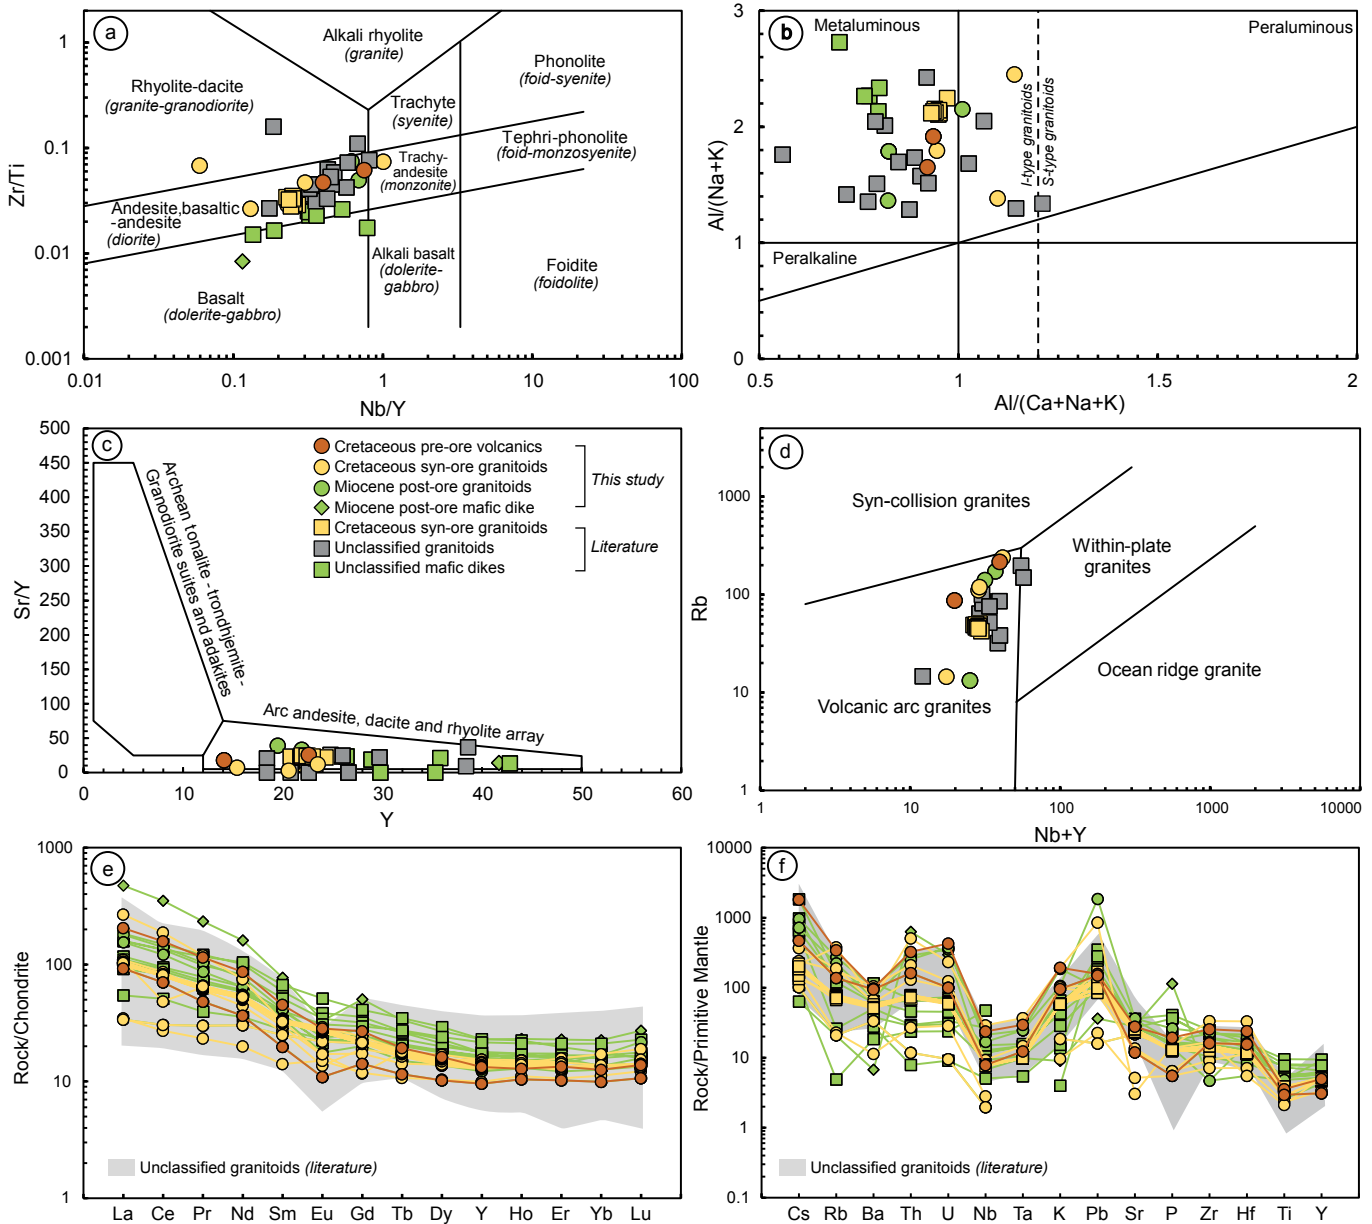 a
Alkali rhyolite
(granite)
Phonolite
(foid-syenite)
Rhyolite-dacite
(granite-granodiorite)
Trachyte
(syenite)
Tephri-phonolite
(foid-monzosyenite)
Trachy-
andesite
(monzonite)
Andesite,basaltic
-andesite
(diorite)
Alkali basalt
(dolerite-
gabbro)
Foidite
(foidolite)
Basalt
(dolerite-gabbro)
1
0.1
0.01
0.001
Zr/Ti
0.01
0.1
1
10
100
Nb/Y
b
Metaluminous
Peraluminous
I-type granitoids
S-type granitoids
Peralkaline
3
2
1
0
Al/(Na+K)
0.5
1
1.5
2
Al/(Ca+Na+K)
c
Archean tonalite - trondhjemite -
Granodiorite suites and adakites
Arc andesite, dacite and rhyolite array
Cretaceous pre-ore volcanics
Cretaceous syn-ore granitoids
Miocene post-ore granitoids
Miocene post-ore mafic dike
This study
Cretaceous syn-ore granitoids
Unclassified granitoids
Unclassified mafic dikes
Literature
500
450
400
350
300
250
200
150
100
50
0
Sr/Y
0
10
20
30
40
50
60
Y
d
Syn-collision granites
Within-plate
granites
Ocean ridge granite
Volcanic arc granites
1000
100
10
1
Rb
1
10
100
1000
10000
Nb+Y
e
1000
100
10
1
Rock/Chondrite
Unclassified granitoids (literature)
La Ce Pr Nd Sm Eu Gd Tb Dy Y Ho Er Yb Lu
f
10000
1000
100
10
1
0.1
Rock/Primitive Mantle
Unclassified granitoids (literature)
Cs Rb Ba Th U Nb Ta K Pb Sr P Zr Hf Ti Y